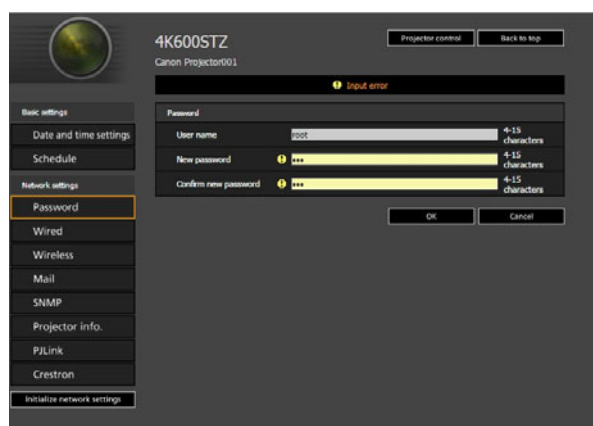 4K600STZ
Projector control
Back to top
Canon Projector001
Input error
Basic settings
Date and time settings
Schedule
Network settings
Password
Wired
Wireless
Mail
SNMP
Projector info.
PJLink
Crestron
Initialize network settings
Password
User name
root
4-15
characters
New password
•••
4-15
characters
Confirm new password
•••
4-15
characters
OK
Cancel